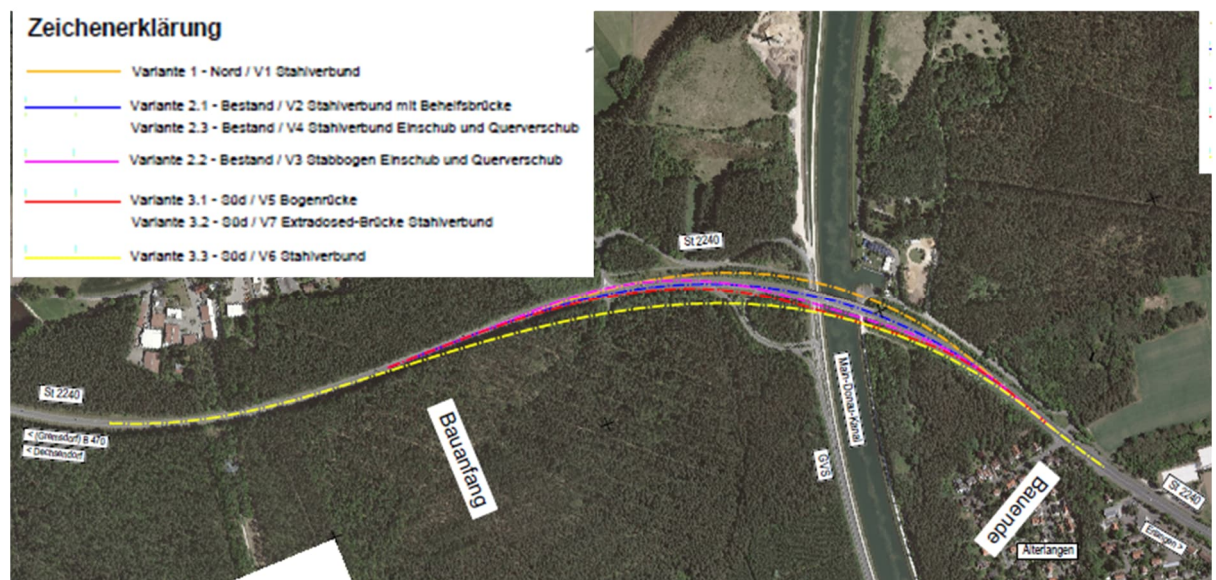 Zeichenerklärung
Variante 1 - Nord / V1 Stahlverbund
Variante 2.1 - Bestand / V2 Stahlverbund mit Behelfsbrücke
Variante 2.3 - Bestand / V4 Stahlverbund Einschub und Querverschub
Variante 2.2 - Bestand / V3 Stabbogen Einschub und Querverschub
Variante 3.1 - Süd / V5 Bogenrücke
Variante 3.2 - Süd / V7 Extradosed-Brücke Stahlverbund
Variante 3.3 - Süd / V6 Stahlverbund
St 2240
St 2240
< (Gremsdorf) B 470
< Dechsendorf
Bauanfang
Main-Donau-Kanal
GVS
Bauende
Alterlangen
St 2240
Erlangen >